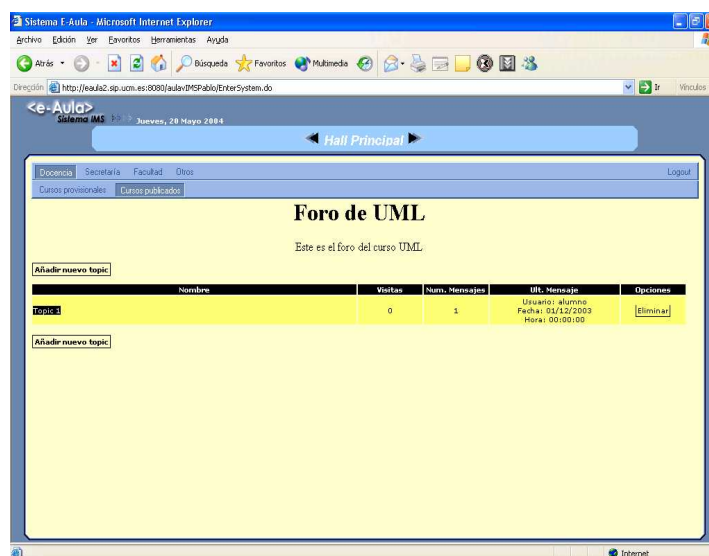 Sistema E-Aula - Microsoft Internet Explorer
Archivo Edición Ver Favoritos Herramientas Ayuda
Atrás Búsqueda Favoritos Multimedia
Dirección http://eaula2.sip.ucm.es:8080/aulavIMSPablo/EnterSystem.do Ir Vínculos
<e-Aula>
Sistema IMS Jueves, 20 Mayo 2004
Hall Principal
Docencia Secretaría Facultad Otros Logout
Cursos provisionales Cursos publicados
Foro de UML
Este es el foro del curso UML
Añadir nuevo topic
Nombre Visitas Num. Mensajes Ult. Mensaje Opciones
Usuario: alumno
Topic 1 0 1 Fecha: 01/12/2003 Eliminar
Hora: 00:00:00
Añadir nuevo topic
Internet